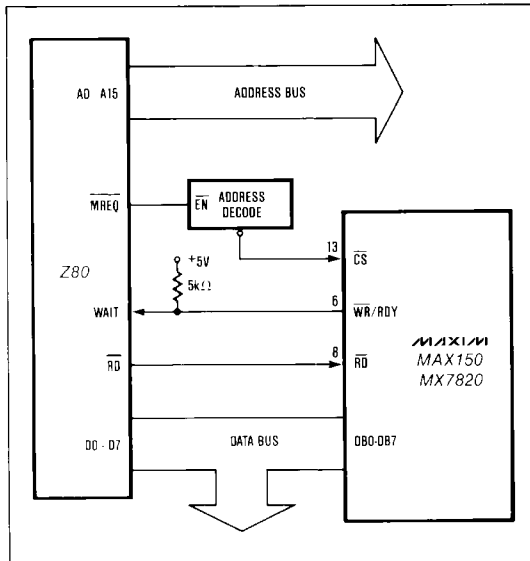 A0 A15
ADDRESS BUS
MREQ
EN
ADDRESS
DECODE
13
CS
Z80
+5V
5kΩ
WAIT
6
WR/RDY
MAXIM
MAX150
MX7820
RD
8
RD
D0 - D7
DATA BUS
DB0-DB7